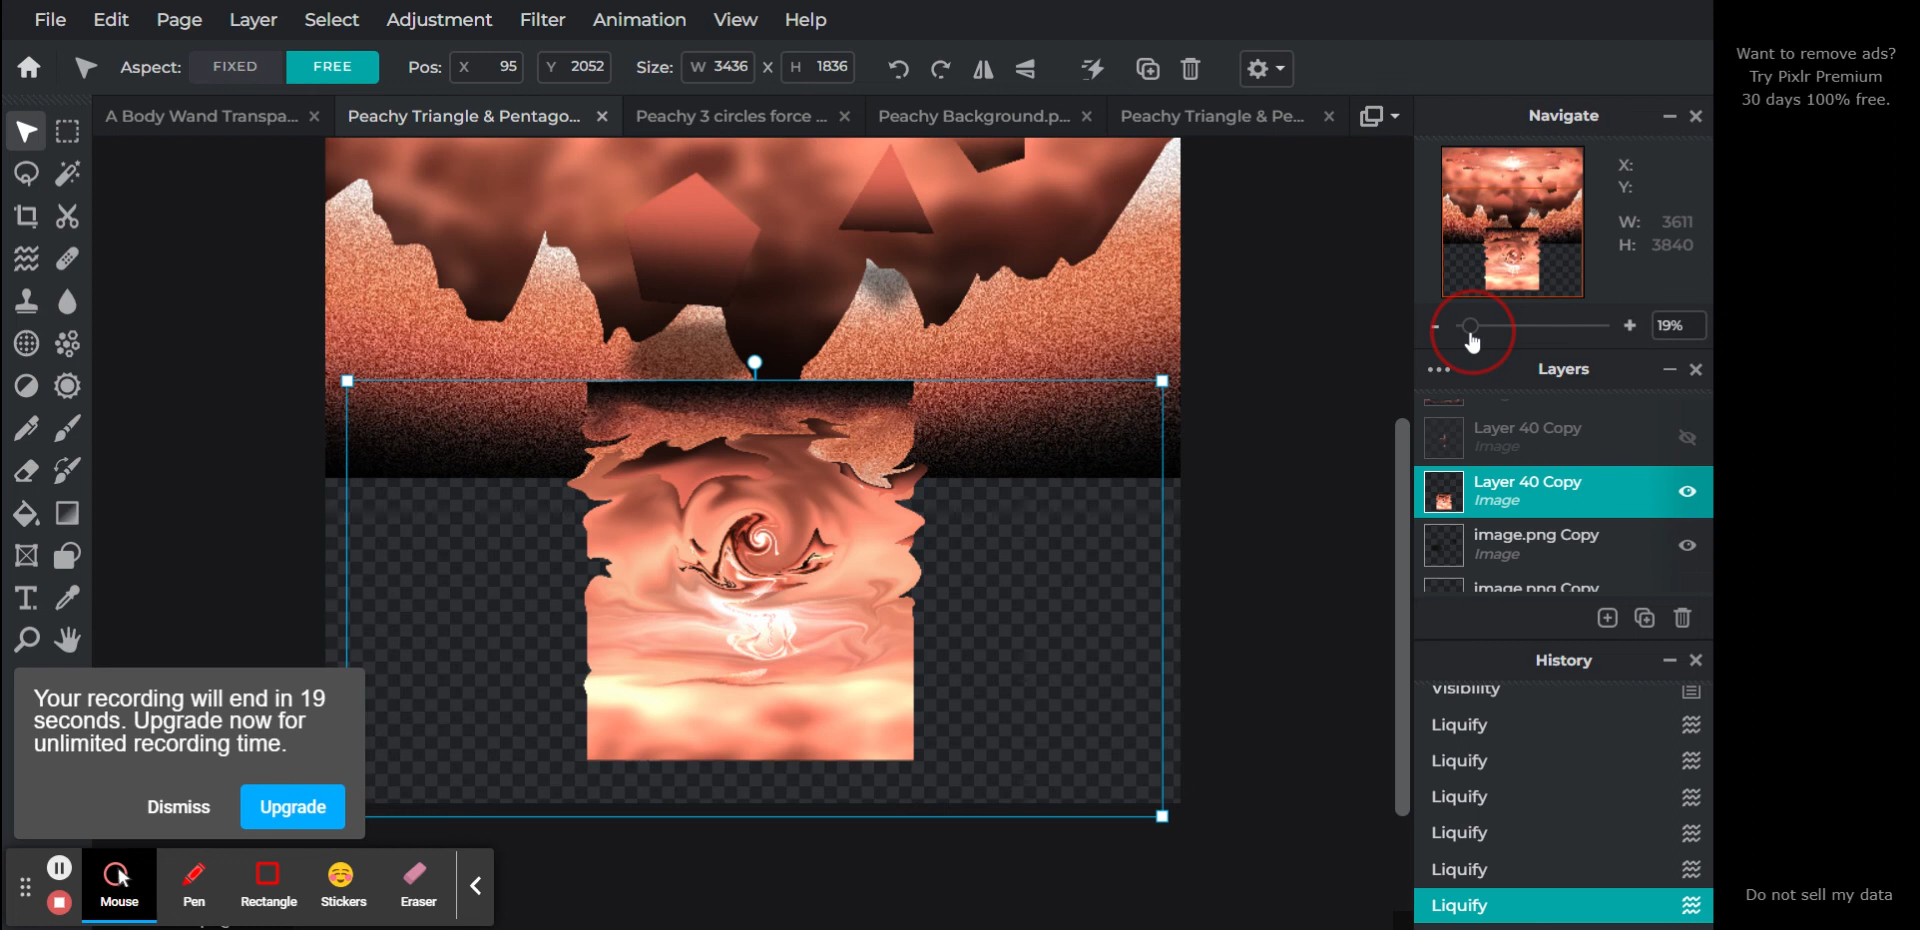 File Edit Page Layer Select Adjustment Filter Animation View Help
Aspect: FIXED FREE Pos: X 95 Y 2052 Size: W 3436 X H 1836
A Body Wand Transpa... Peachy Triangle & Pentago... Peachy 3 circles force ... Peachy Background.p... Peachy Triangle & Pe...
Navigate
X:
Y:
W: 3611
H: 3840
19%
Layers
Layer 40 Copy
Image
Layer 40 Copy
Image
image.png Copy
Image
image.png Copy
History
Visibility
Liquify
Liquify
Liquify
Liquify
Liquify
Liquify
Want to remove ads?
Try Pixlr Premium
30 days 100% free.
Do not sell my data
Your recording will end in 19
seconds. Upgrade now for
unlimited recording time.
Dismiss Upgrade
Mouse Pen Rectangle Stickers Eraser